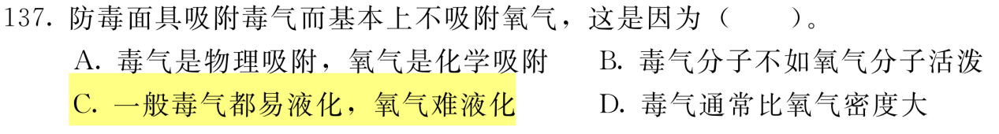 137. 防毒面具吸附毒气而基本上不吸附氧气，这是因为（　　）。
A. 毒气是物理吸附，氧气是化学吸附　　B. 毒气分子不如氧气分子活泼
C. 一般毒气都易液化，氧气难液化　　D. 毒气通常比氧气密度大